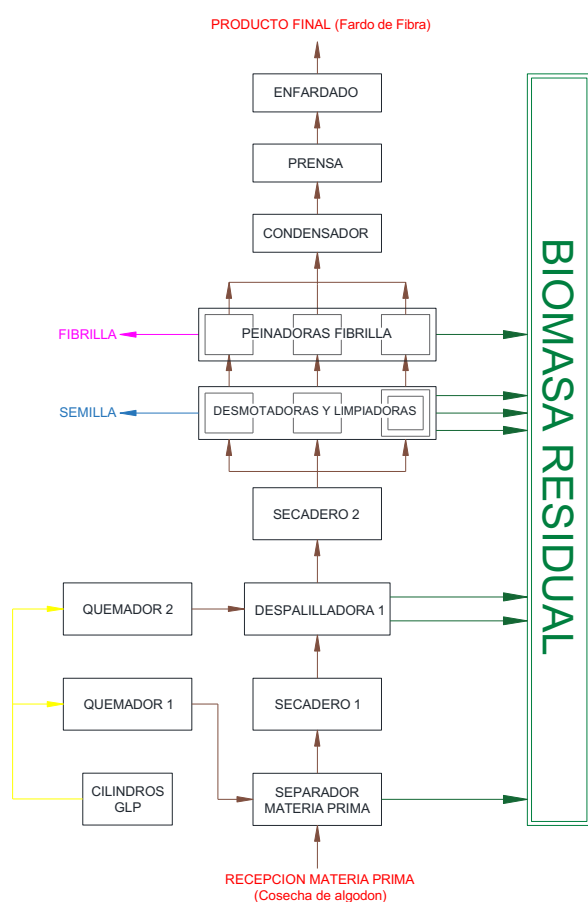 PRODUCTO FINAL (Fardo de Fibra)
ENFARDADO
PRENSA
CONDENSADOR
FIBRILLA
PEINADORAS FIBRILLA
SEMILLA
DESMOTADORAS Y LIMPIADORAS
SECADERO 2
QUEMADOR 2
DESPALILLADORA 1
QUEMADOR 1
SECADERO 1
CILINDROS
GLP
SEPARADOR
MATERIA PRIMA
RECEPCION MATERIA PRIMA
(Cosecha de algodon)
BIOMASA RESIDUAL